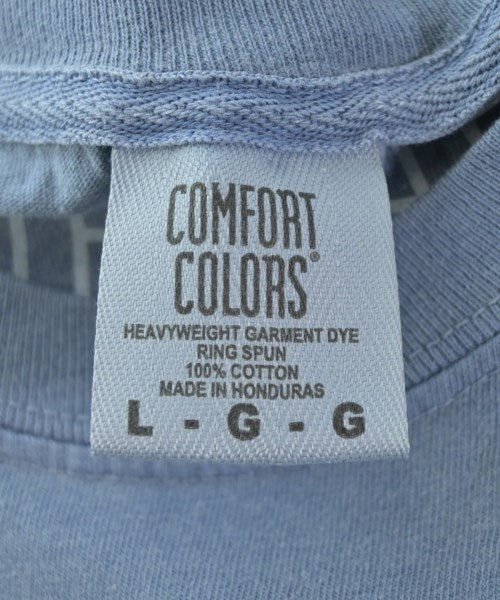 COMFORT
COLORS®
HEAVYWEIGHT GARMENT DYE
RING SPUN
100% COTTON
MADE IN HONDURAS
L - G - G